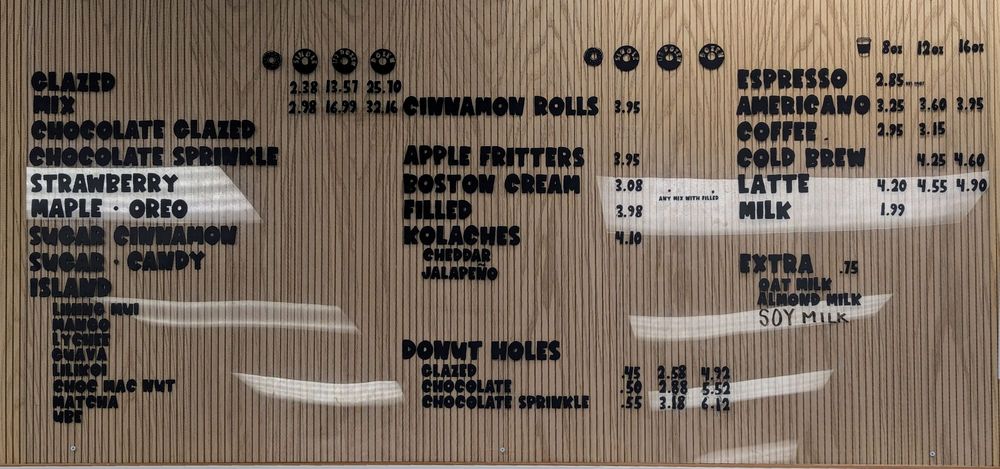 GLAZED 2.38 13.57 25.70
MIX 2.98 16.99 32.16
CHOCOLATE GLAZED
CHOCOLATE SPRINKLE
STRAWBERRY
MAPLE · OREO
SUGAR CINNAMON
SUGAR · CANDY
ISLAND
LIHING MUI
MANGO
LYCHEE
GUAVA
LILIKOI
CHOC MAC NUT
MATCHA
UBE
CINNAMON ROLLS 3.95
APPLE FRITTERS 3.95
BOSTON CREAM 3.08
ANY MIX WITH FILLED
FILLED 3.98
KOLACHES 4.10
CHEDDAR
JALAPEÑO
DONUT HOLES
GLAZED .45 2.58 4.92
CHOCOLATE .50 2.88 5.52
CHOCOLATE SPRINKLE .55 3.18 6.12
8oz 12oz 16oz
ESPRESSO 2.85
AMERICANO 3.25 3.60 3.95
COFFEE 2.95 3.15
COLD BREW 4.25 4.60
LATTE 4.20 4.55 4.90
MILK 1.99
EXTRA .75
OAT MILK
ALMOND MILK
SOY MILK